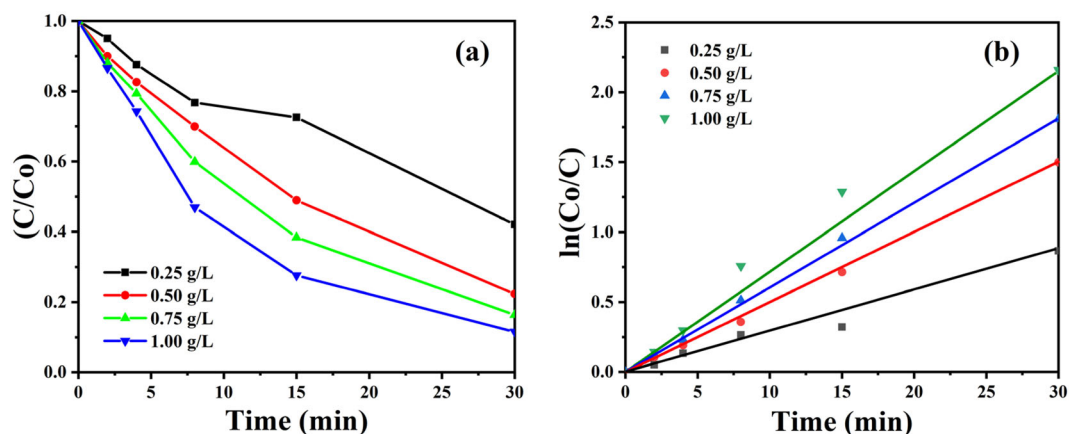 (a)
(C/Co)
1.0
0.8
0.6
0.4
0.2
0.0
0.25 g/L
0.50 g/L
0.75 g/L
1.00 g/L
0 5 10 15 20 25 30
Time (min)
(b)
ln(Co/C)
2.5
2.0
1.5
1.0
0.5
0.0
0.25 g/L
0.50 g/L
0.75 g/L
1.00 g/L
0 5 10 15 20 25 30
Time (min)